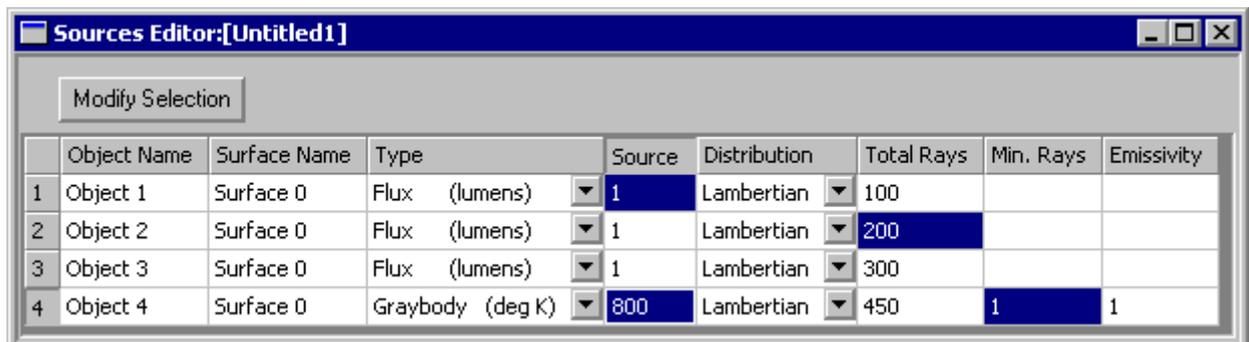 Sources Editor:[Untitled1]
Modify Selection
Object Name Surface Name Type Source Distribution Total Rays Min. Rays Emissivity
1 Object 1 Surface 0 Flux (lumens) 1 Lambertian 100
2 Object 2 Surface 0 Flux (lumens) 1 Lambertian 200
3 Object 3 Surface 0 Flux (lumens) 1 Lambertian 300
4 Object 4 Surface 0 Graybody (deg K) 800 Lambertian 450 1 1